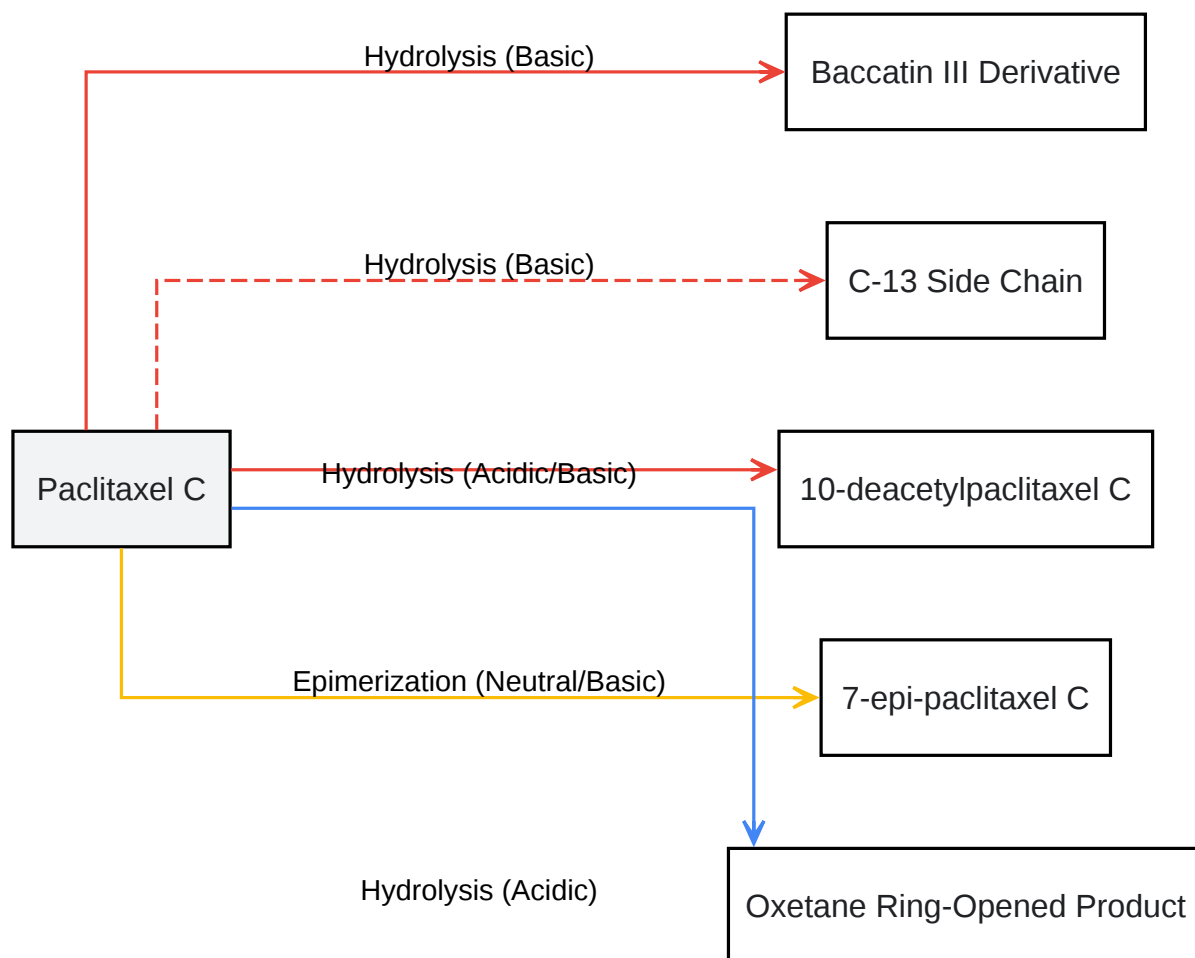 Hydrolysis (Basic)
Baccatin III Derivative
Hydrolysis (Basic)
C-13 Side Chain
Paclitaxel C
Hydrolysis (Acidic/Basic)
10-deacetylpaclitaxel C
Epimerization (Neutral/Basic)
7-epi-paclitaxel C
Hydrolysis (Acidic)
Oxetane Ring-Opened Product